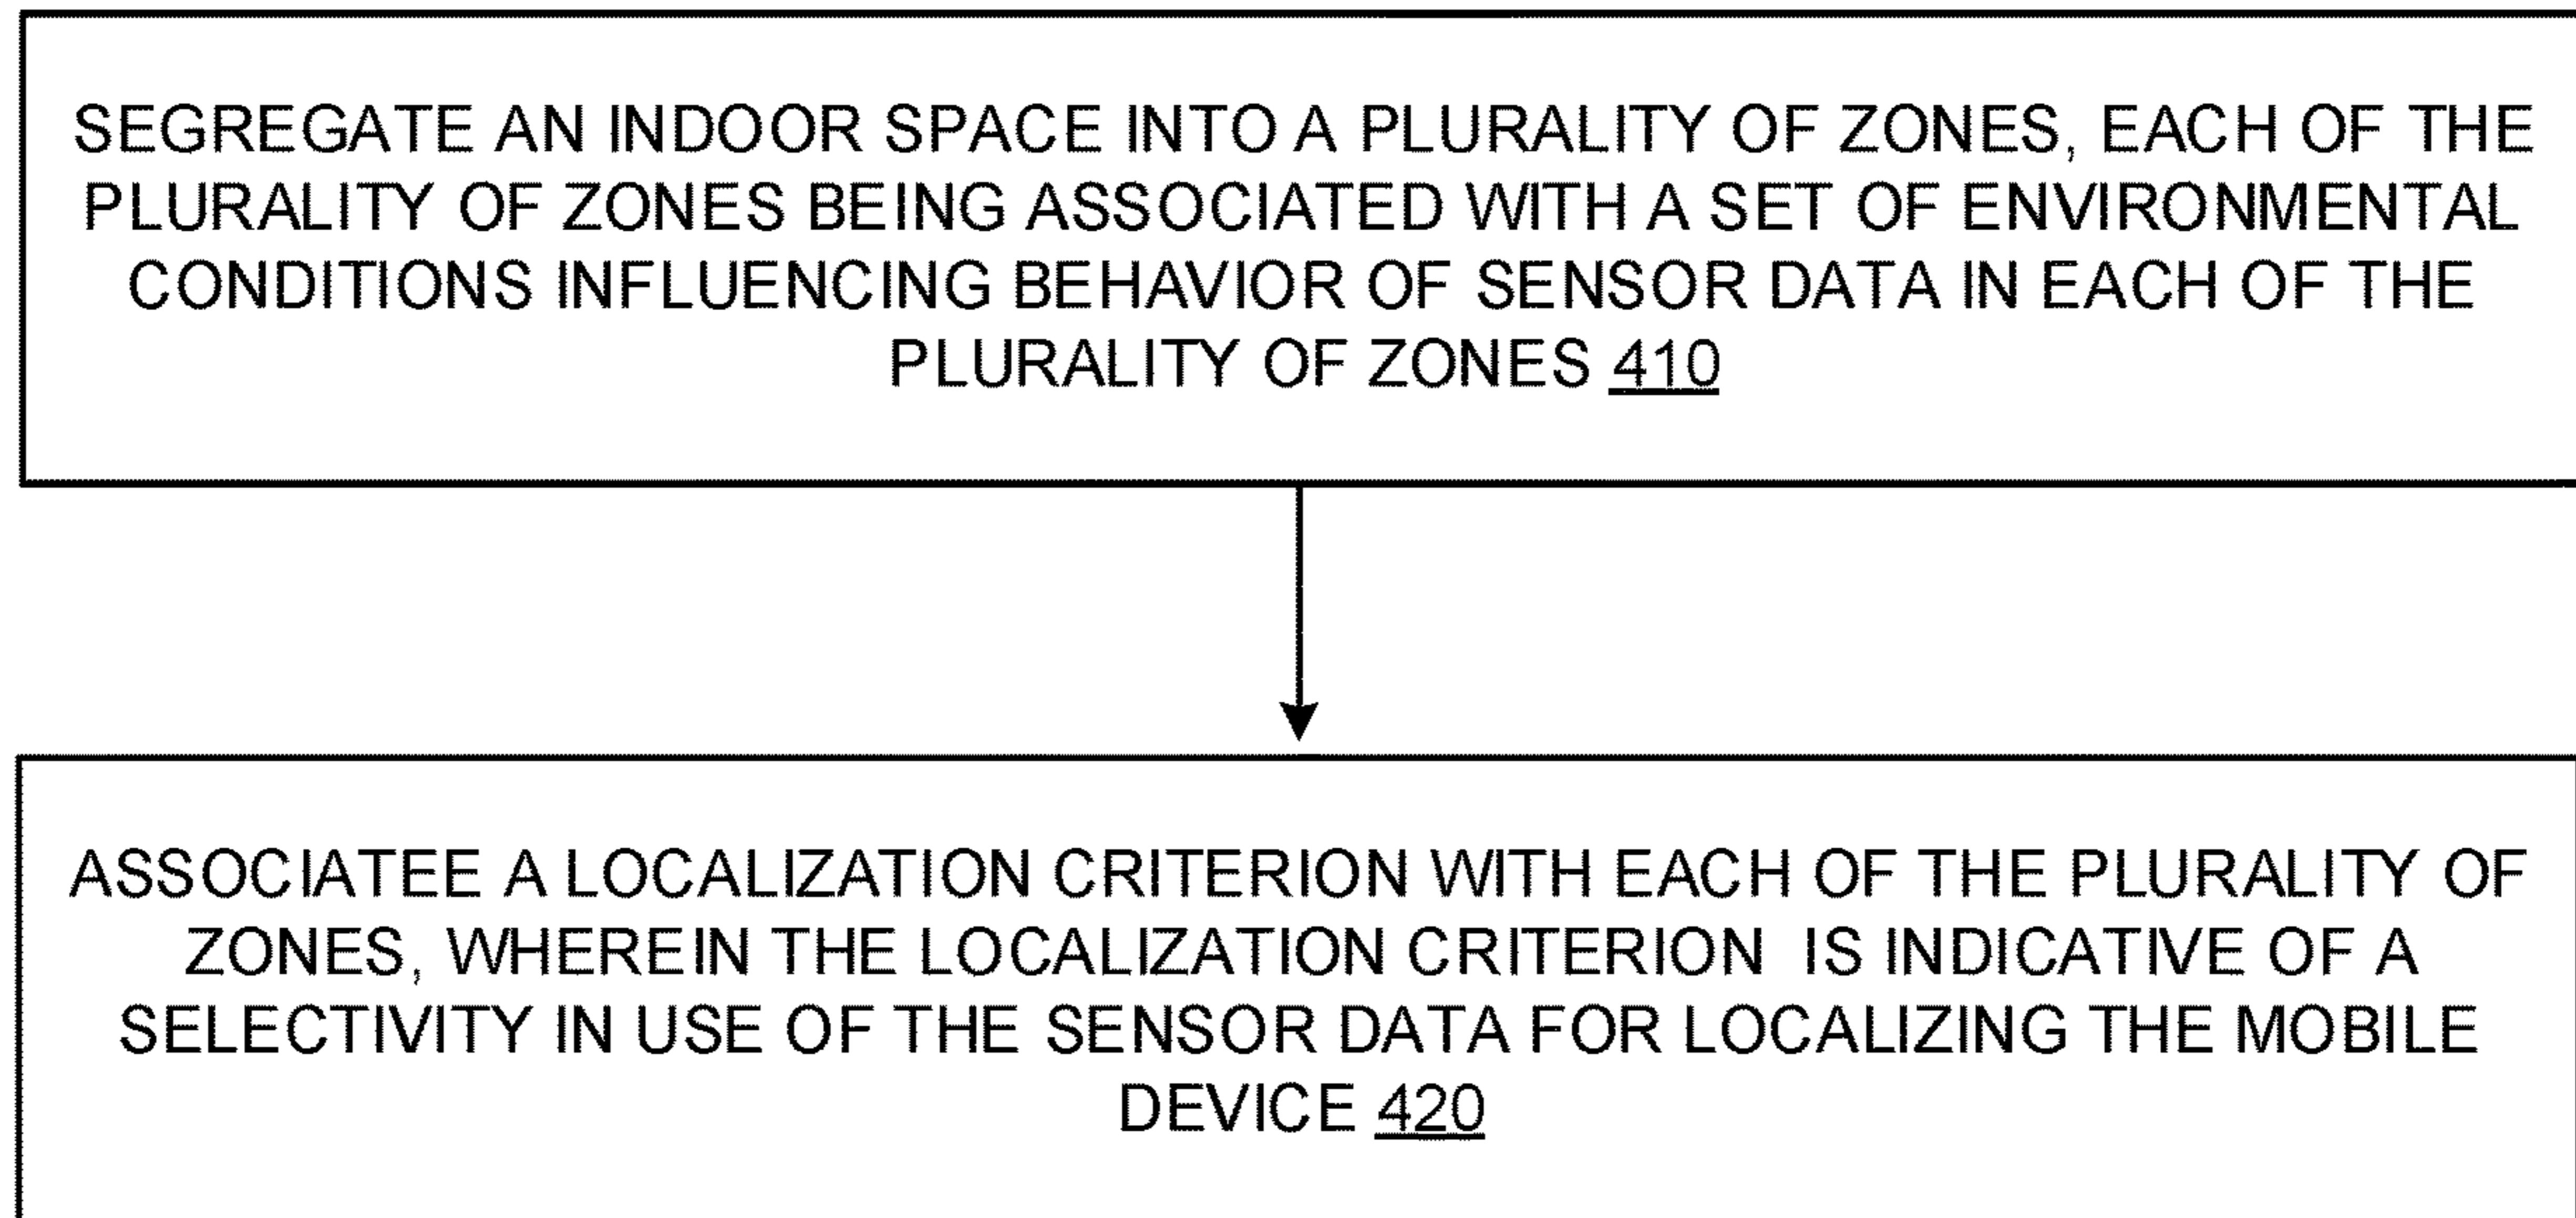 SEGREGATE AN INDOOR SPACE INTO A PLURALITY OF ZONES, EACH OF THE
PLURALITY OF ZONES BEING ASSOCIATED WITH A SET OF ENVIRONMENTAL
CONDITIONS INFLUENCING BEHAVIOR OF SENSOR DATA IN EACH OF THE
PLURALITY OF ZONES 410
ASSOCIATEE A LOCALIZATION CRITERION WITH EACH OF THE PLURALITY OF
ZONES, WHEREIN THE LOCALIZATION CRITERION IS INDICATIVE OF A
SELECTIVITY IN USE OF THE SENSOR DATA FOR LOCALIZING THE MOBILE
DEVICE 420